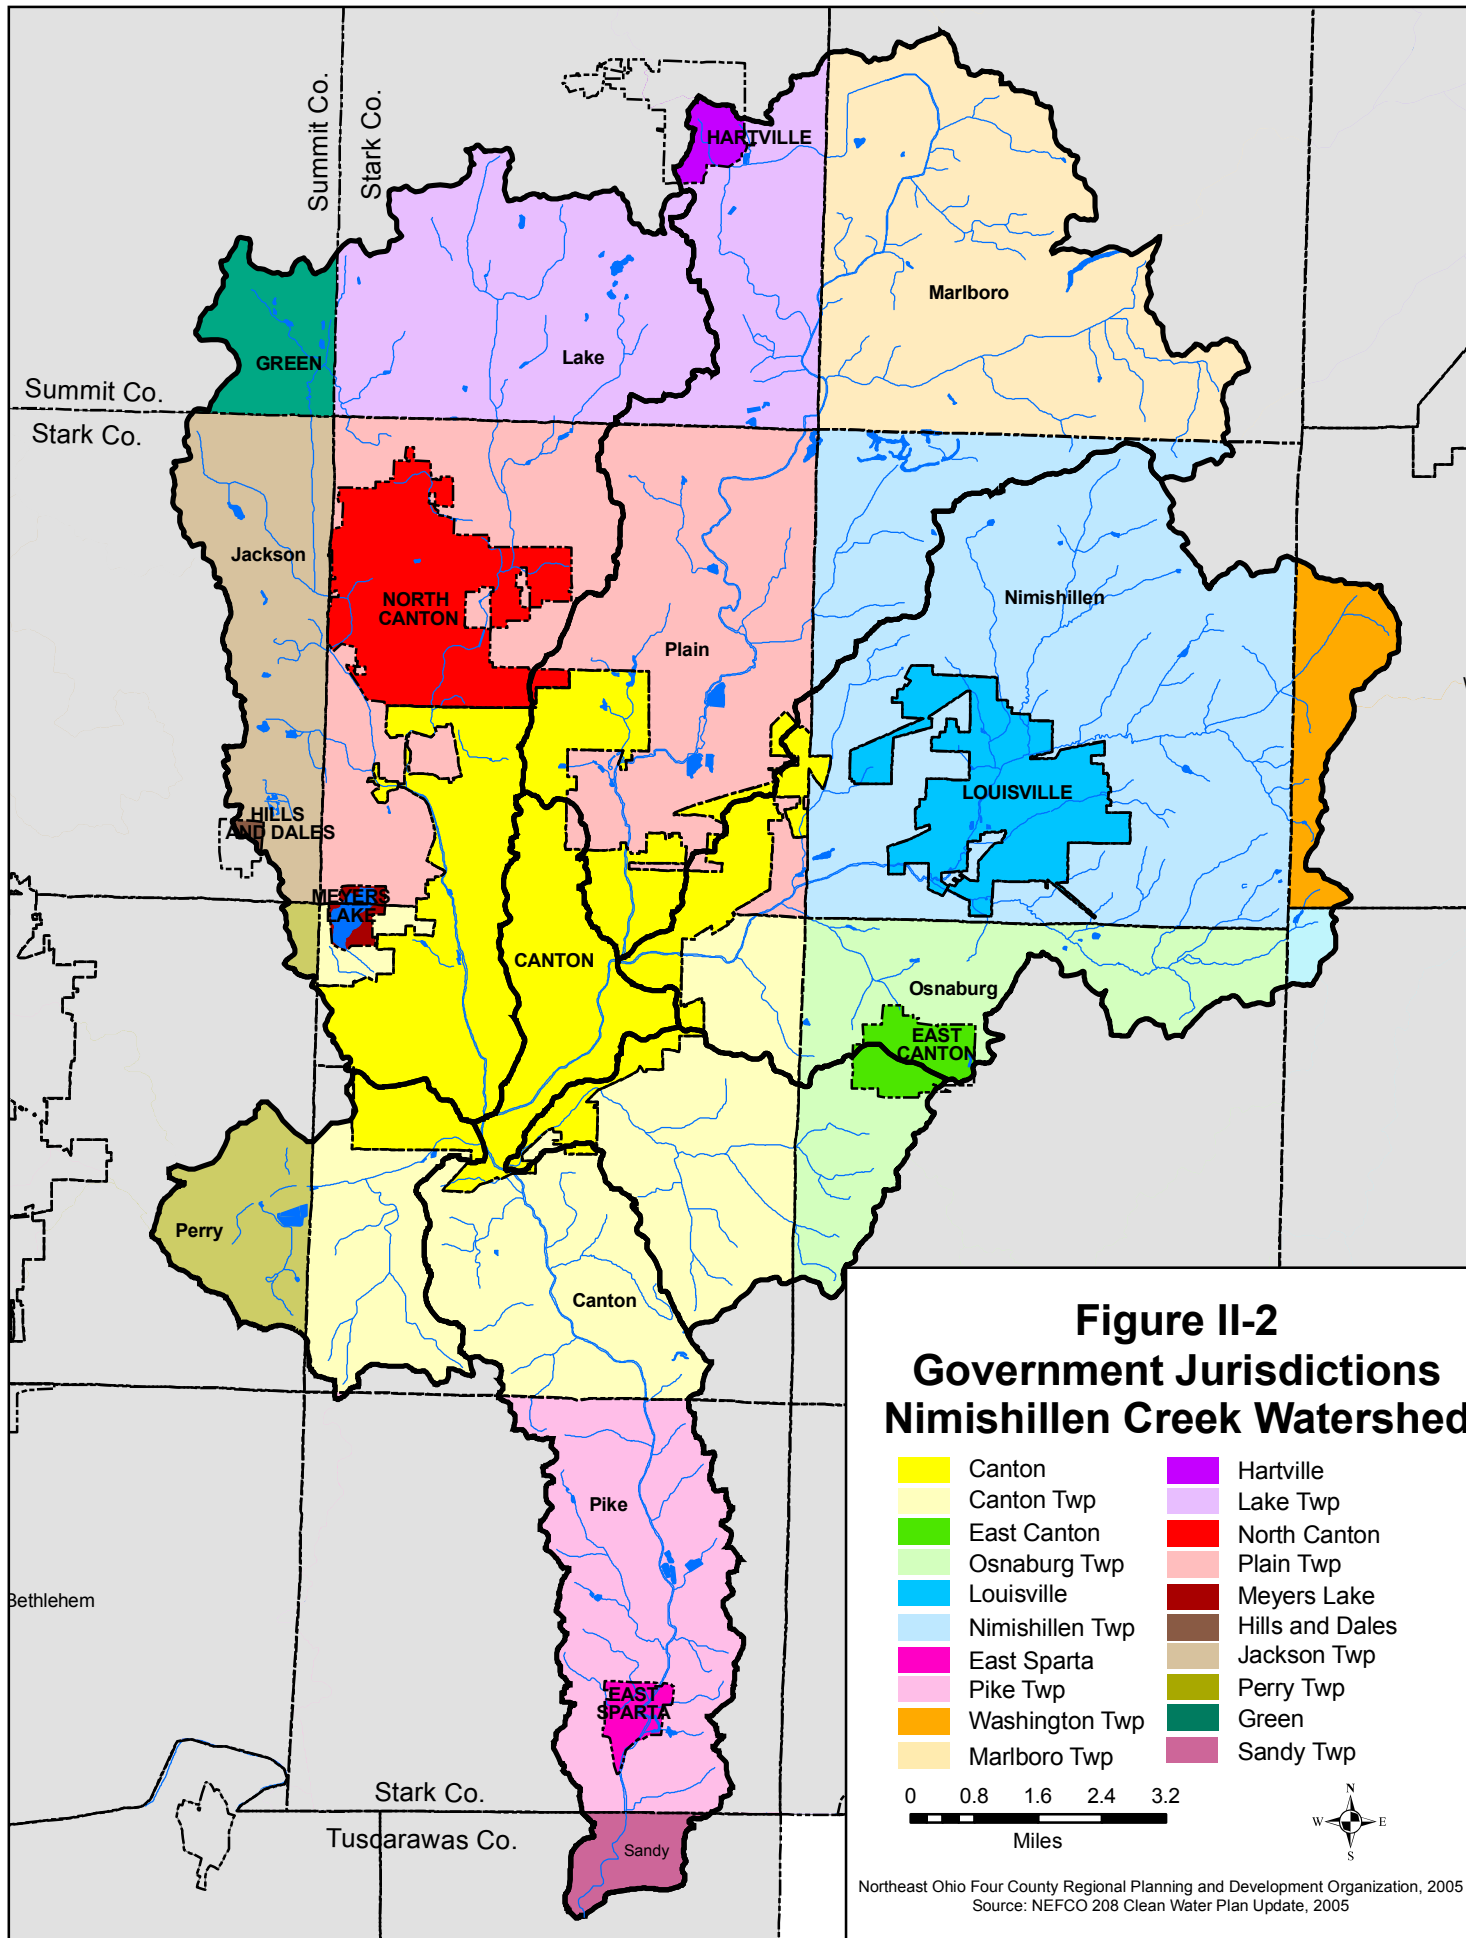 Summit Co.
Stark Co.
HARTVILLE
Marlboro
GREEN
Lake
Summit Co.
Stark Co.
Jackson
NORTH
CANTON
Nimishillen
Plain
LOUISVILLE
HILLS
AND DALES
MEYERS
LAKE
CANTON
Osnaburg
EAST
CANTON
Perry
Canton
Pike
Bethlehem
EAST
SPARTA
Stark Co.
Tuscarawas Co.
Sandy
Figure II-2
Government Jurisdictions
Nimishillen Creek Watershed
Canton
Canton Twp
East Canton
Osnaburg Twp
Louisville
Nimishillen Twp
East Sparta
Pike Twp
Washington Twp
Marlboro Twp
Hartville
Lake Twp
North Canton
Plain Twp
Meyers Lake
Hills and Dales
Jackson Twp
Perry Twp
Green
Sandy Twp
0 0.8 1.6 2.4 3.2
Miles
N
W E
S
Northeast Ohio Four County Regional Planning and Development Organization, 2005
Source: NEFCO 208 Clean Water Plan Update, 2005